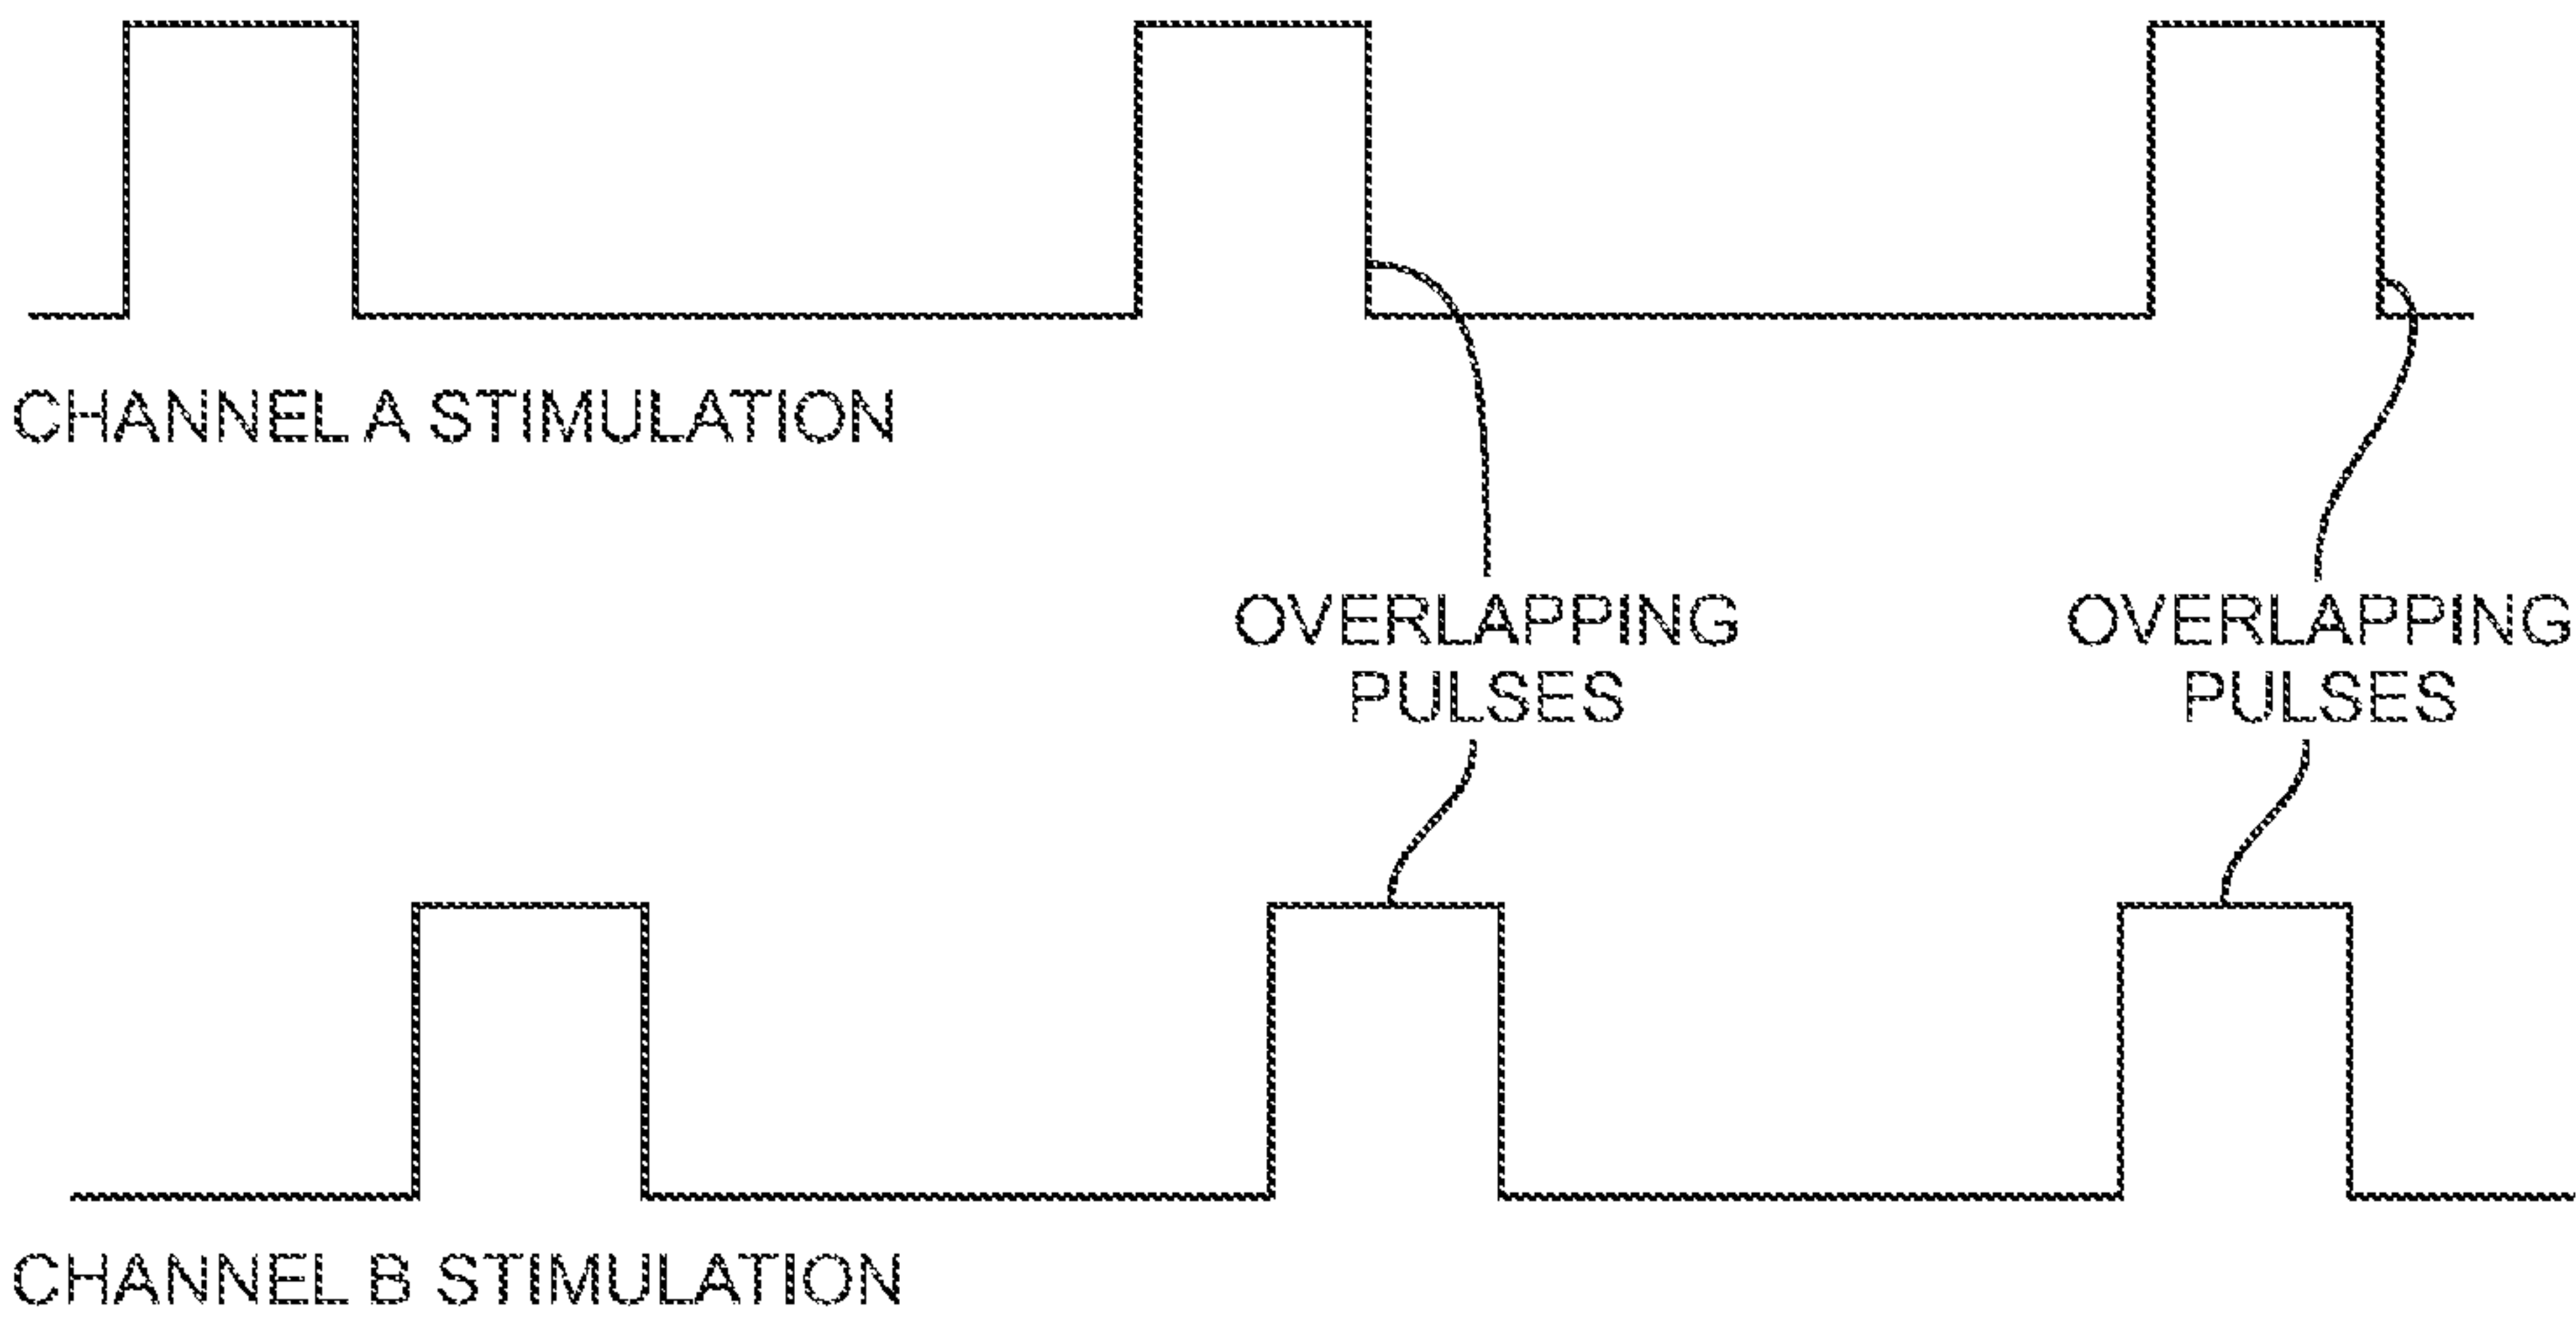 CHANNEL A STIMULATION
OVERLAPPING
PULSES
OVERLAPPING
PULSES
CHANNEL B STIMULATION